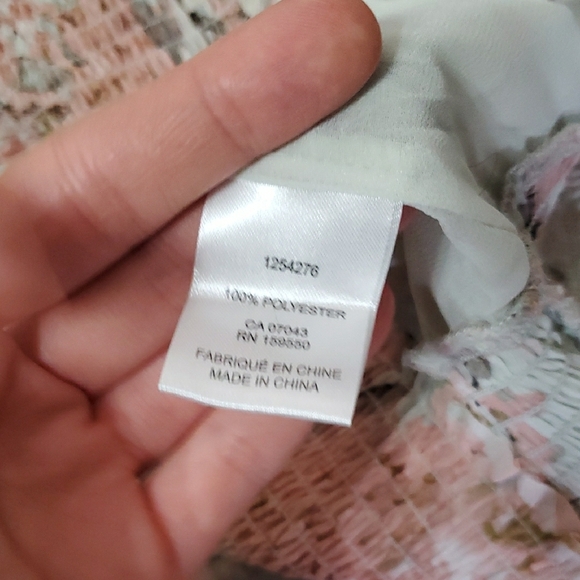 1254276
100% POLYESTER
CA 07043
RN 159550
FABRIQUÉ EN CHINE
MADE IN CHINA